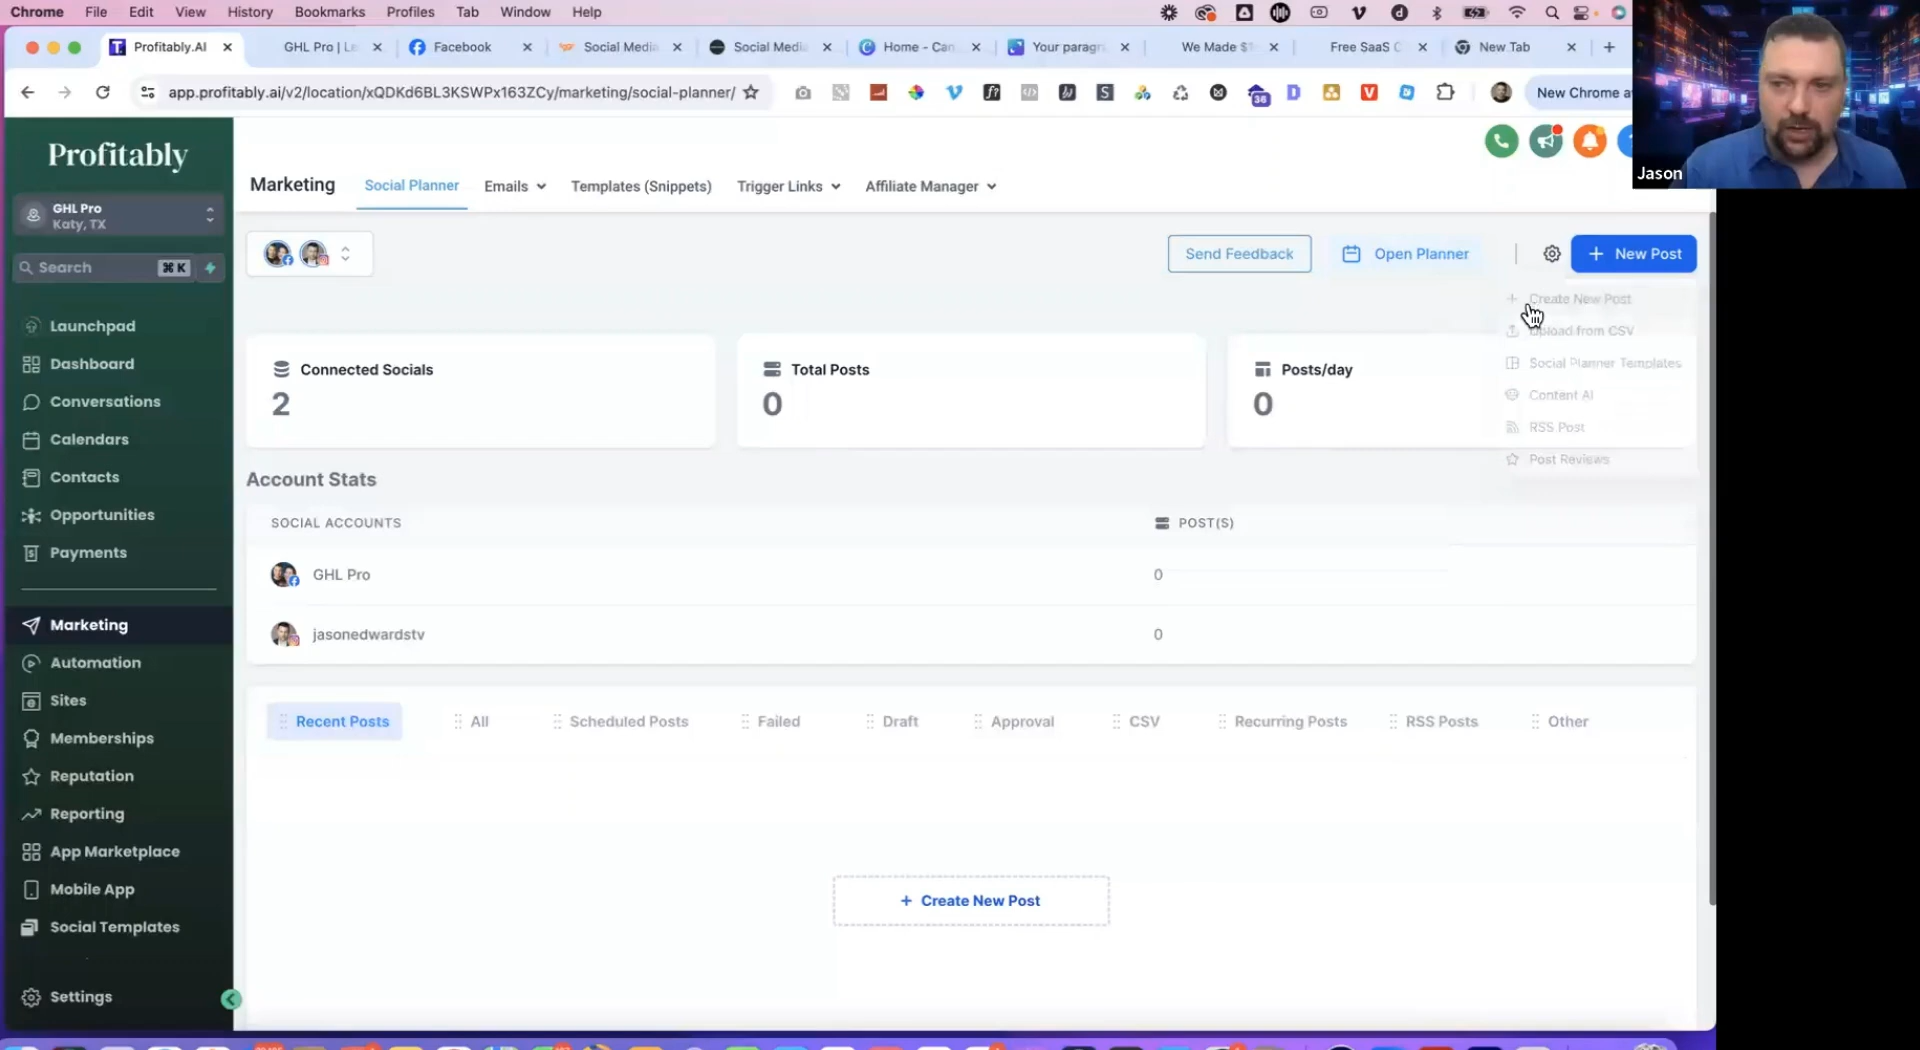 Chrome File Edit View History Bookmarks Profiles Tab Window Help
Profitably.AI GHL Pro | Le Facebook Social Media Social Medi Home - Can Your paragr We Made $ Free SaaS C New Tab
app.profitably.ai/v2/location/xQDKd6BL3KSWPx163ZCy/marketing/social-planner/
36
New Chrome a
Jason
Profitably
GHL Pro
Katy, TX
Search ⌘K
Launchpad
Dashboard
Conversations
Calendars
Contacts
Opportunities
Payments
Marketing
Automation
Sites
Memberships
Reputation
Reporting
App Marketplace
Mobile App
Social Templates
Settings
Marketing Social Planner Emails Templates (Snippets) Trigger Links Affiliate Manager
Send Feedback Open Planner + New Post
+ Create New Post
Upload from CSV
Social Planner Templates
Content AI
RSS Post
Post Reviews
Connected Socials
2
Total Posts
0
Posts/day
0
Account Stats
SOCIAL ACCOUNTS POST(S)
GHL Pro 0
jasonedwardstv 0
Recent Posts All Scheduled Posts Failed Draft Approval CSV Recurring Posts RSS Posts Other
+ Create New Post